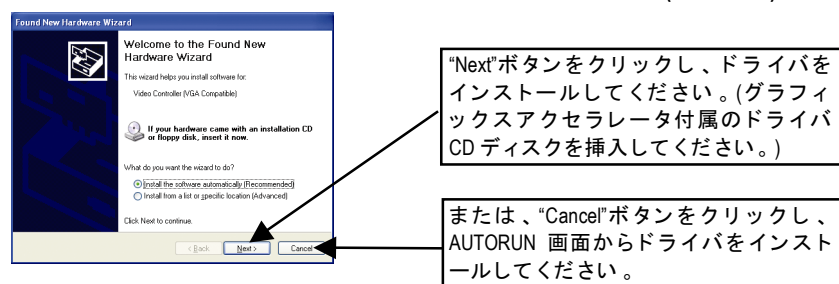 Found New Hardware Wizard
Welcome to the Found New
Hardware Wizard
This wizard helps you install software for:
Video Controller (VGA Compatible)
If your hardware came with an installation CD
or floppy disk, insert it now.
What do you want the wizard to do?
Install the software automatically (Recommended)
Install from a list or specific location (Advanced)
Click Next to continue.
< Back
Next >
Cancel
“Next”ボタンをクリックし、ドライバを
インストールしてください。(グラフィ
ックスアクセラレータ付属のドライバ
CD ディスクを挿入してください。)
または、“Cancel”ボタンをクリックし、
AUTORUN 画面からドライバをインスト
ールしてください。